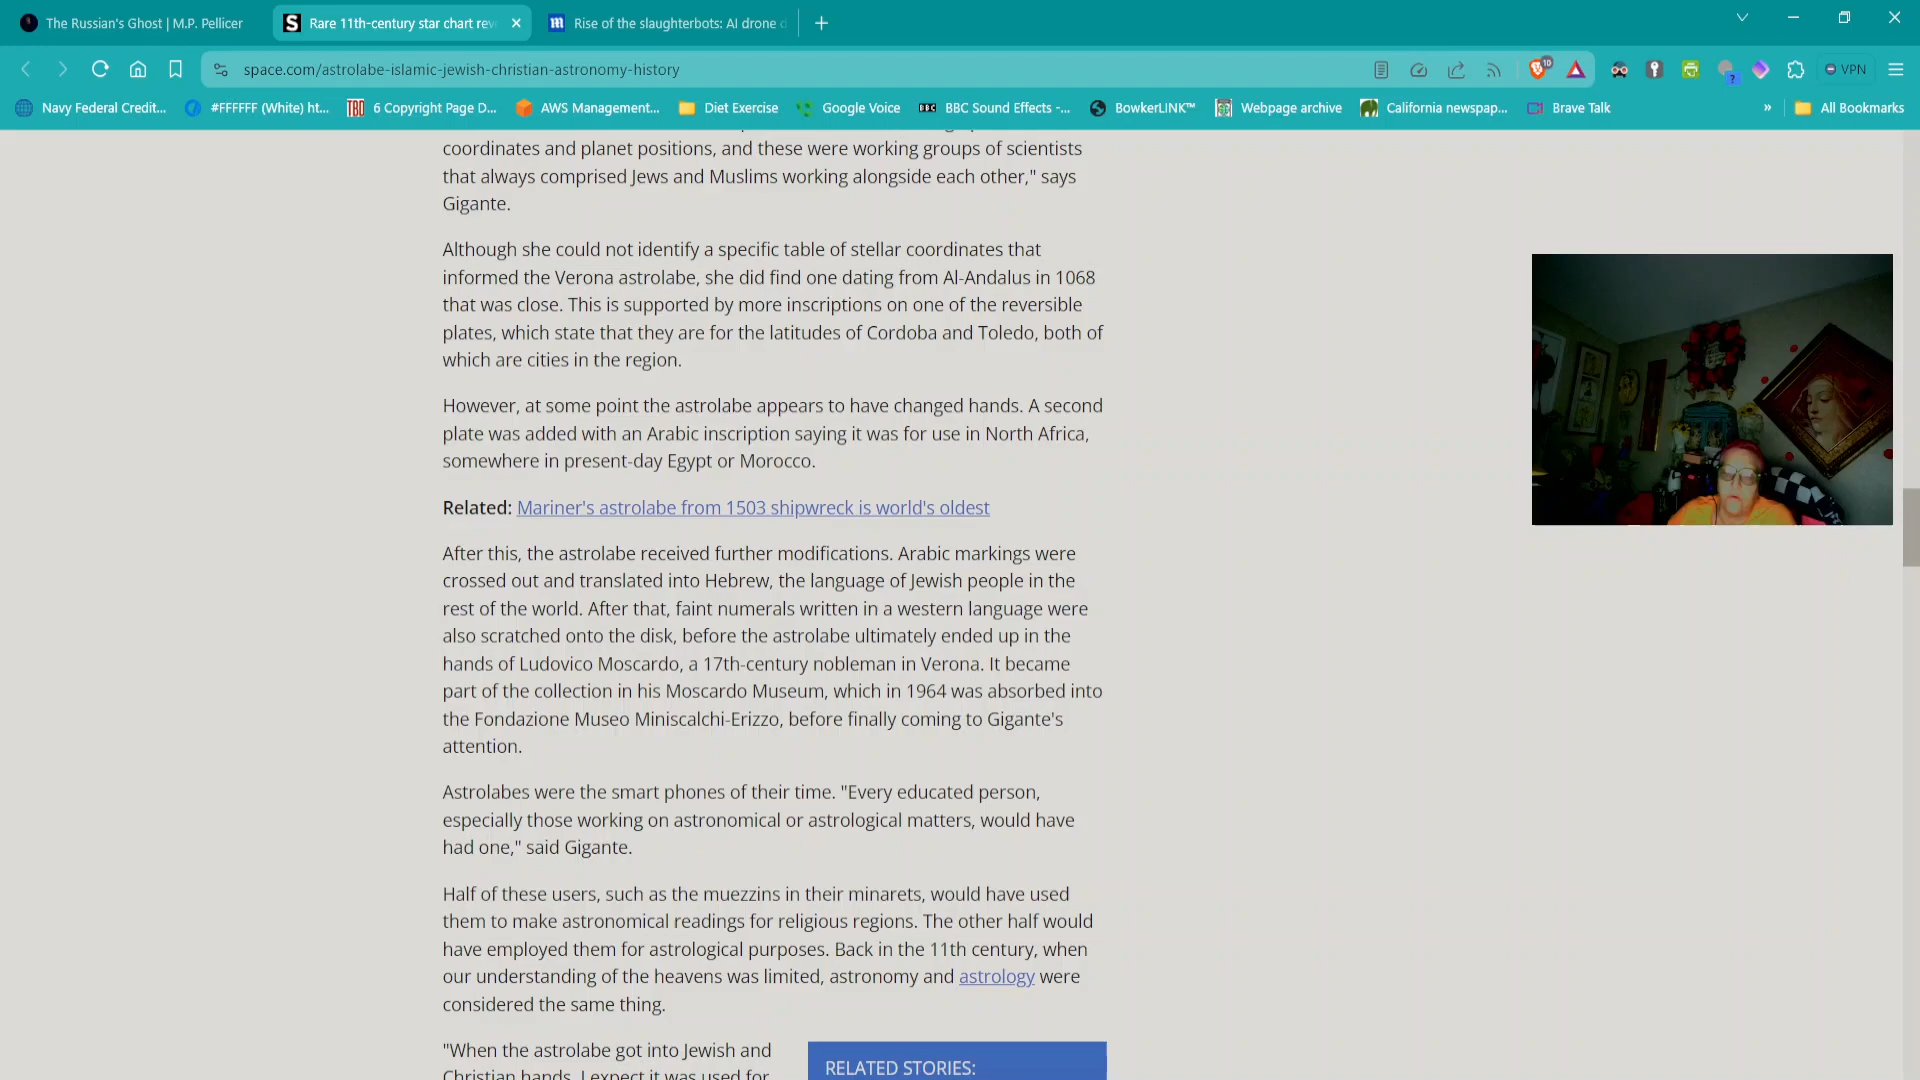 The Russian's Ghost | M.P. Pellicer
Rare 11th-century star chart rev
Rise of the slaughterbots: AI drone
space.com/astrolabe-islamic-jewish-christian-astronomy-history
10
VPN
Navy Federal Credit...
#FFFFFF (White) ht...
TBD
6 Copyright Page D...
AWS Management...
Diet Exercise
Google Voice
BBC
BBC Sound Effects -...
BowkerLINK™
Webpage archive
California newspap...
Brave Talk
»
All Bookmarks
coordinates and planet positions, and these were working groups of scientists
that always comprised Jews and Muslims working alongside each other," says
Gigante.
Although she could not identify a specific table of stellar coordinates that
informed the Verona astrolabe, she did find one dating from Al-Andalus in 1068
that was close. This is supported by more inscriptions on one of the reversible
plates, which state that they are for the latitudes of Cordoba and Toledo, both of
which are cities in the region.
However, at some point the astrolabe appears to have changed hands. A second
plate was added with an Arabic inscription saying it was for use in North Africa,
somewhere in present-day Egypt or Morocco.
Related: Mariner's astrolabe from 1503 shipwreck is world's oldest
After this, the astrolabe received further modifications. Arabic markings were
crossed out and translated into Hebrew, the language of Jewish people in the
rest of the world. After that, faint numerals written in a western language were
also scratched onto the disk, before the astrolabe ultimately ended up in the
hands of Ludovico Moscardo, a 17th-century nobleman in Verona. It became
part of the collection in his Moscardo Museum, which in 1964 was absorbed into
the Fondazione Museo Miniscalchi-Erizzo, before finally coming to Gigante's
attention.
Astrolabes were the smart phones of their time. "Every educated person,
especially those working on astronomical or astrological matters, would have
had one," said Gigante.
Half of these users, such as the muezzins in their minarets, would have used
them to make astronomical readings for religious regions. The other half would
have employed them for astrological purposes. Back in the 11th century, when
our understanding of the heavens was limited, astronomy and astrology were
considered the same thing.
"When the astrolabe got into Jewish and
Christian hands, I expect it was used for
RELATED STORIES: